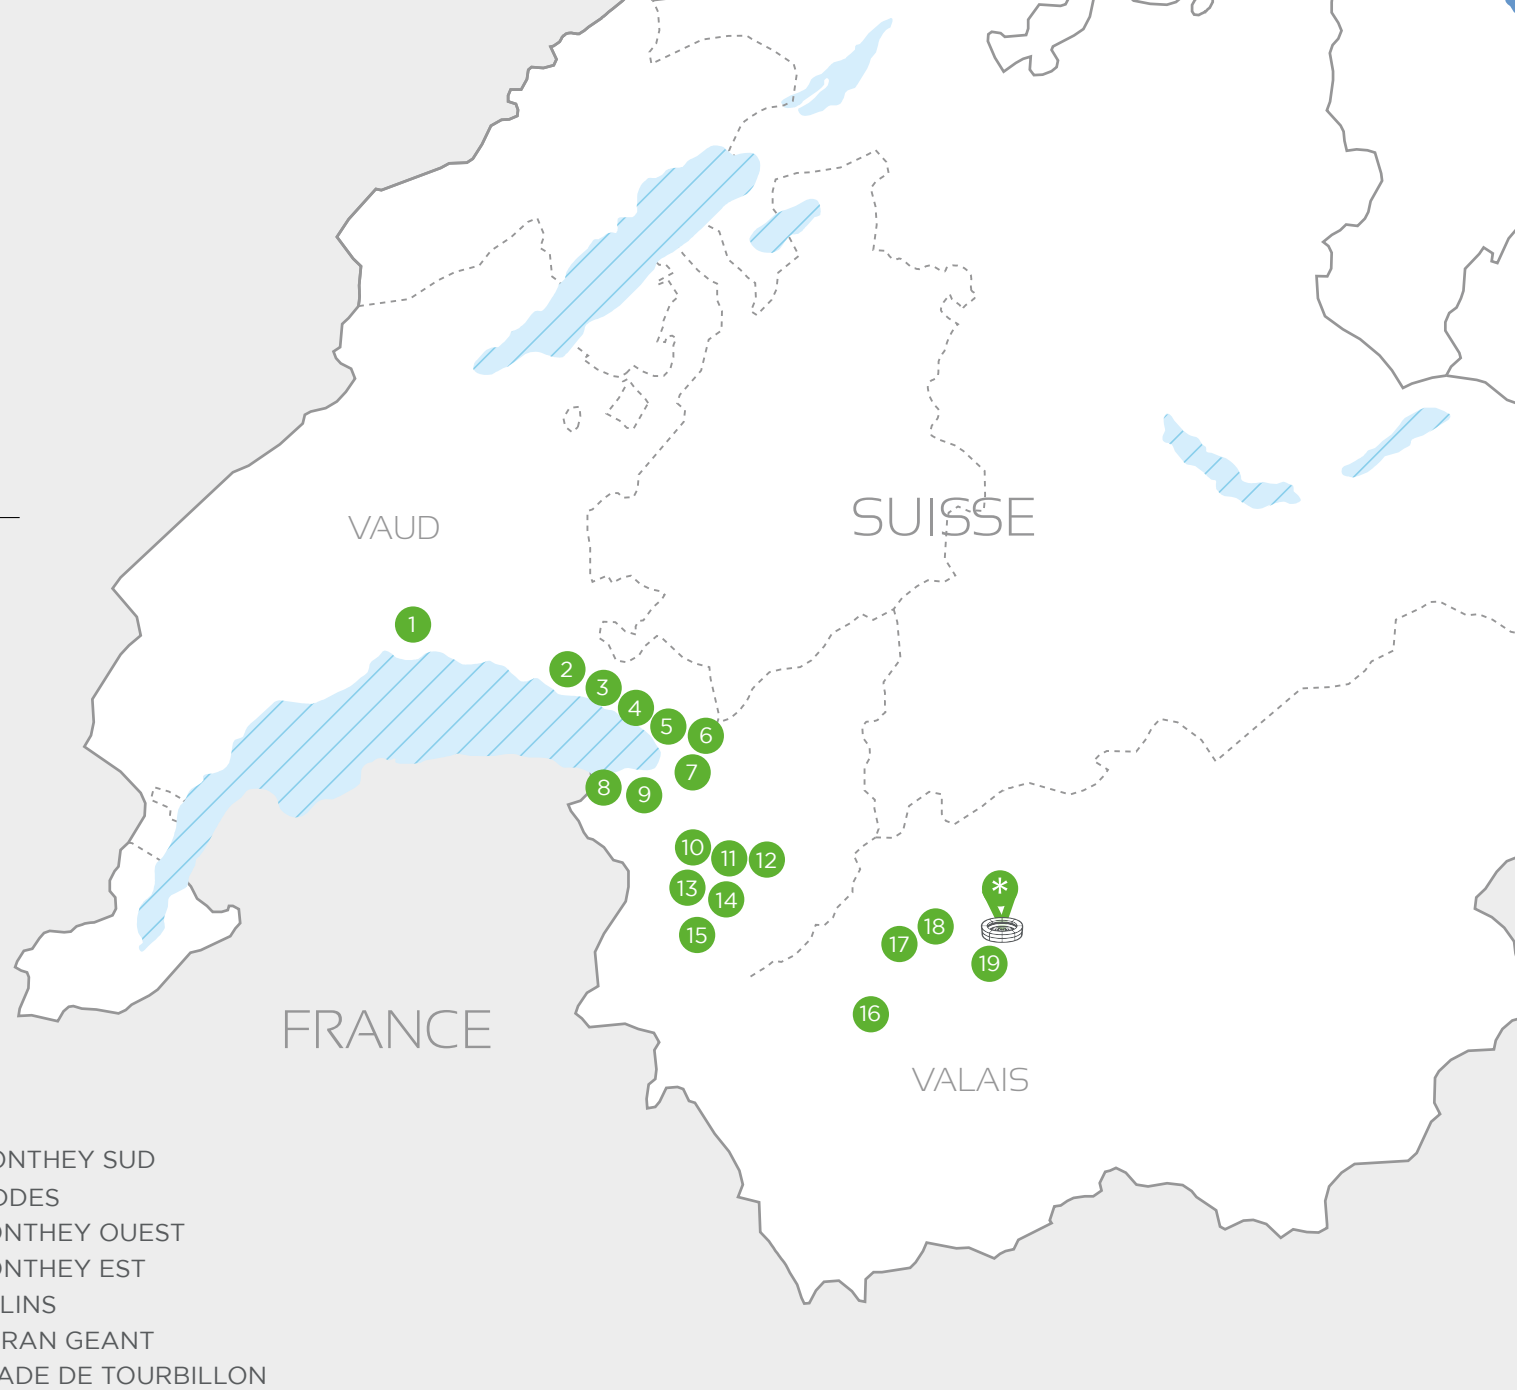 SUISSE
VAUD
1
2
3
4
5
6
7
8
9
10
11
12
13
14
*
15
18
17
19
16
FRANCE
VALAIS
ONTHEY SUD
ODES
ONTHEY OUEST
ONTHEY EST
LINS
RAN GEANT
ADE DE TOURBILLON